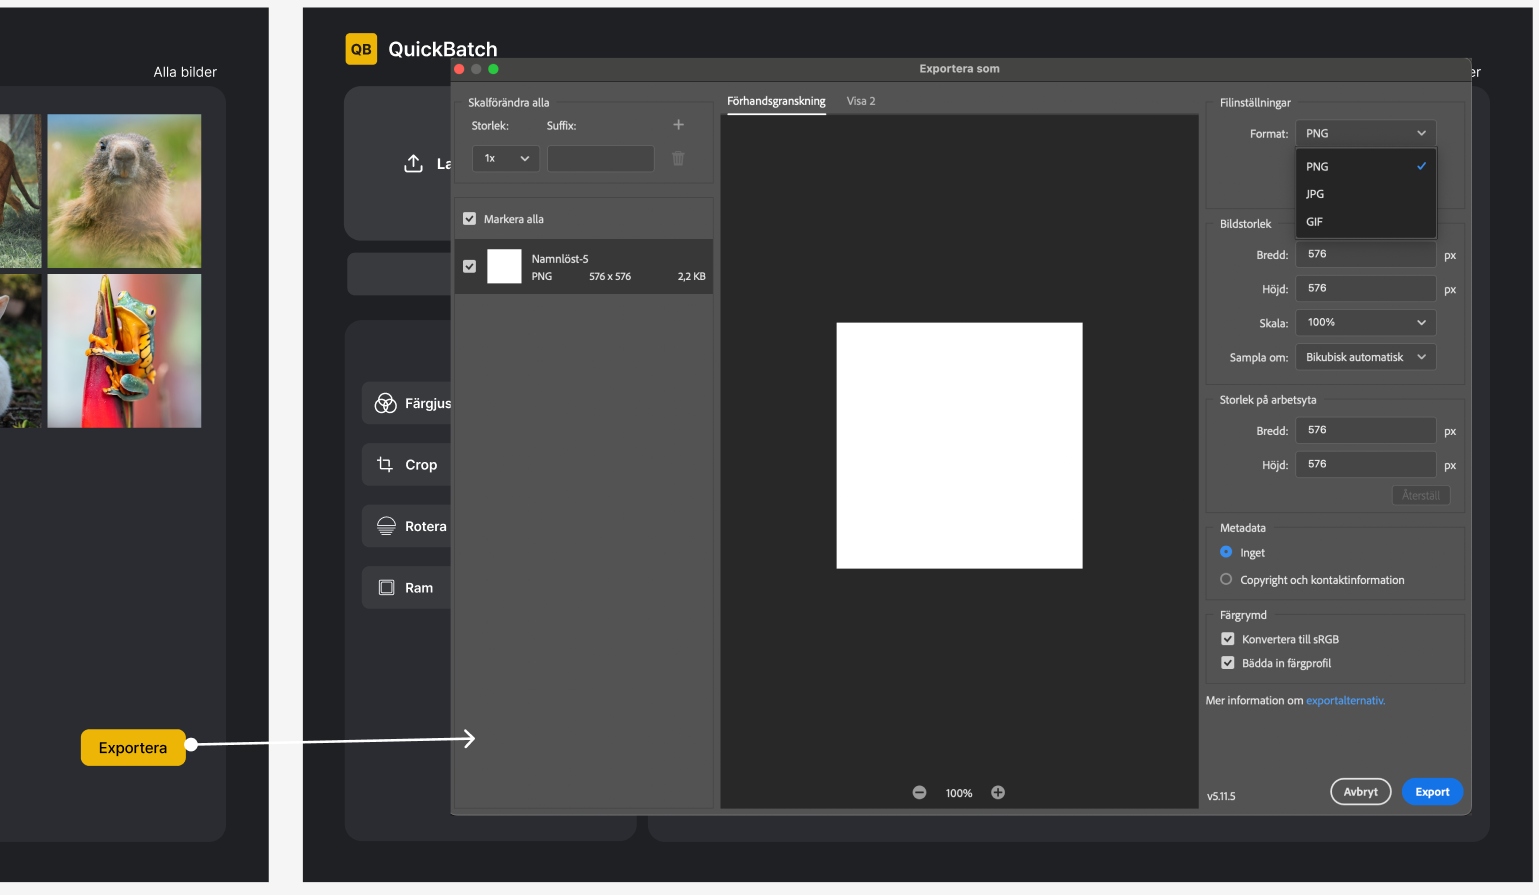 Alla bilder
Exportera
QB QuickBatch
Exportera som
Skalförändra alla
Storlek: Suffix:
1x
Markera alla
Namnlöst-5
PNG 576 x 576 2,2 KB
Färgjus
Crop
Rotera
Ram
Förhandsgranskning Visa 2
100%
er
Filinställningar
Format: PNG
PNG
JPG
GIF
Bildstorlek
Bredd: 576 px
Höjd: 576 px
Skala: 100%
Sampla om: Bikubisk automatisk
Storlek på arbetsyta
Bredd: 576 px
Höjd: 576 px
Återställ
Metadata
Inget
Copyright och kontaktinformation
Färgrymd
Konvertera till sRGB
Bädda in färgprofil
Mer information om exportalternativ.
v5.11.5
Avbryt Export